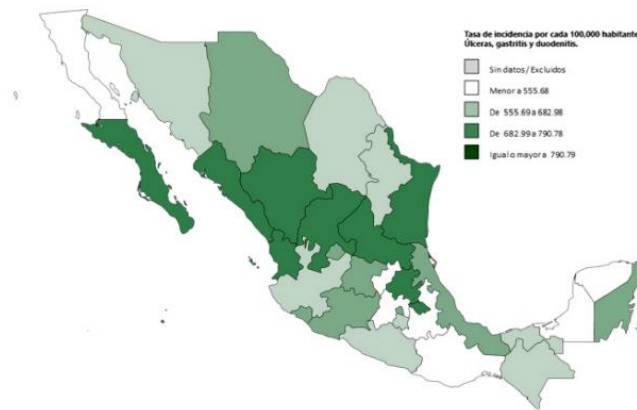 Tasa de incidencia por cada 100,000 habitante
Úlceras, gastritis y duodenitis.
Sin datos/Excluidos
Menor a 555.68
De 555.69 a 682.98
De 682.99 a 790.78
Igual o mayor a 790.79